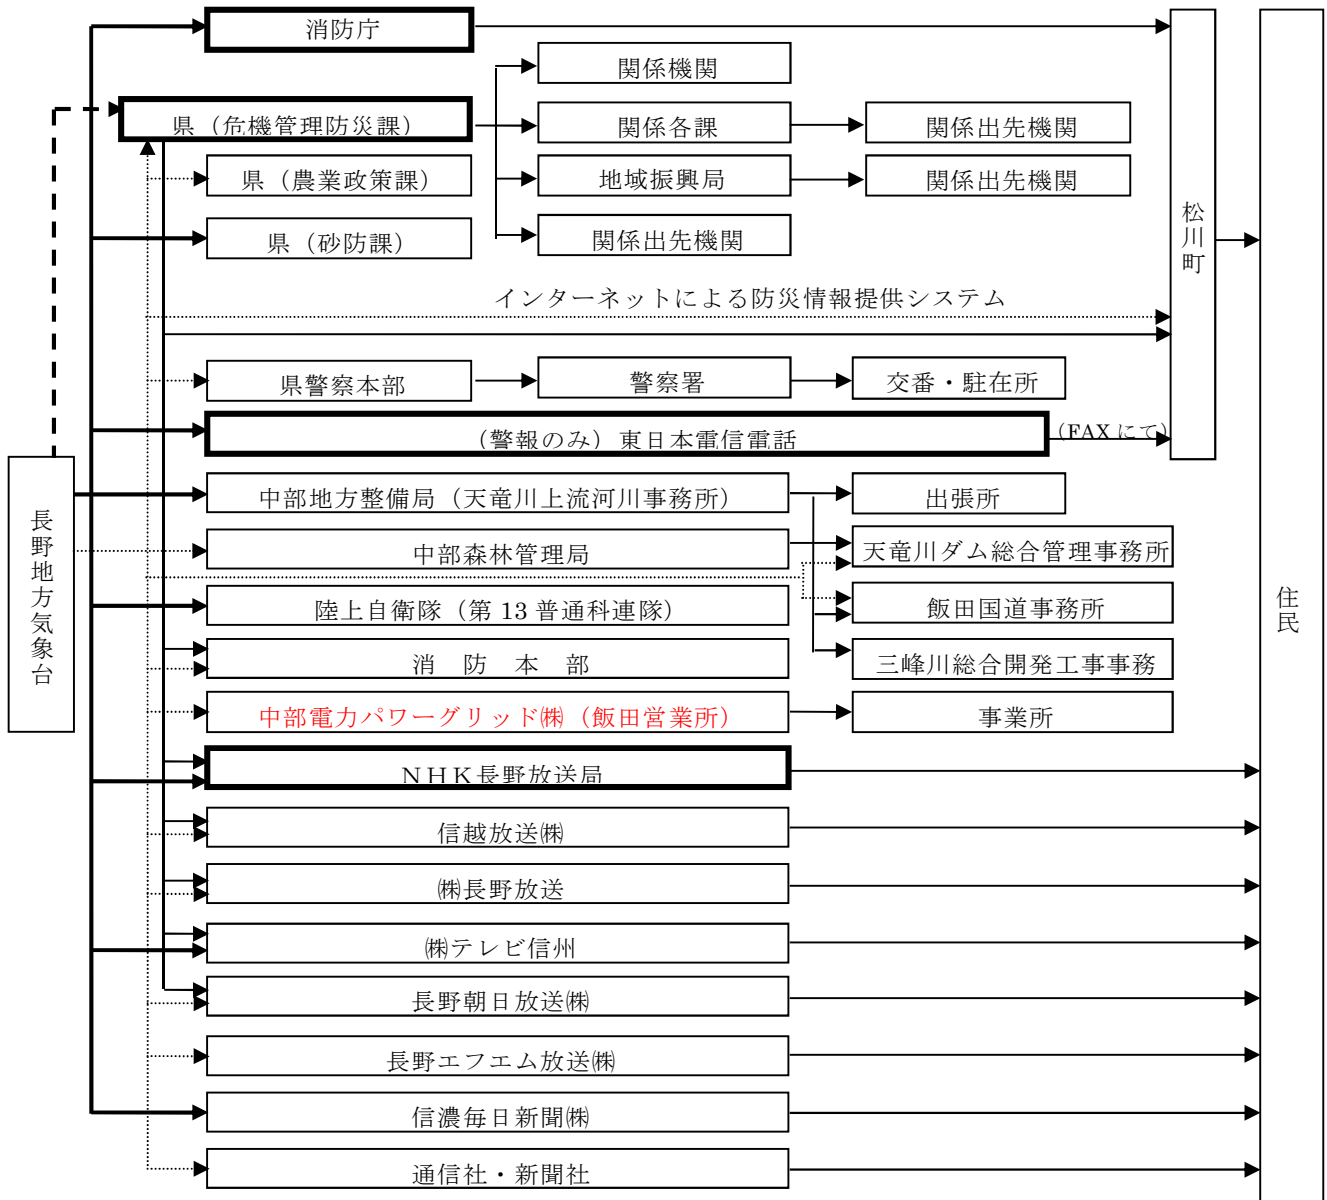 消防庁
関係機関
県（危機管理防災課）
関係各課
関係出先機関
県（農業政策課）
地域振興局
関係出先機関
県（砂防課）
関係出先機関
松川町
インターネットによる防災情報提供システム
県警察本部
警察署
交番・駐在所
（警報のみ）東日本電信電話
（FAXにて）
長野地方気象台
中部地方整備局（天竜川上流河川事務所）
出張所
中部森林管理局
天竜川ダム総合管理事務所
陸上自衛隊（第13普通科連隊）
飯田国道事務所
住民
消　防　本　部
三峰川総合開発工事事務
中部電力パワーグリッド㈱（飯田営業所）
事業所
ＮＨＫ長野放送局
信越放送㈱
㈱長野放送
㈱テレビ信州
長野朝日放送㈱
長野エフエム放送㈱
信濃毎日新聞㈱
通信社・新聞社